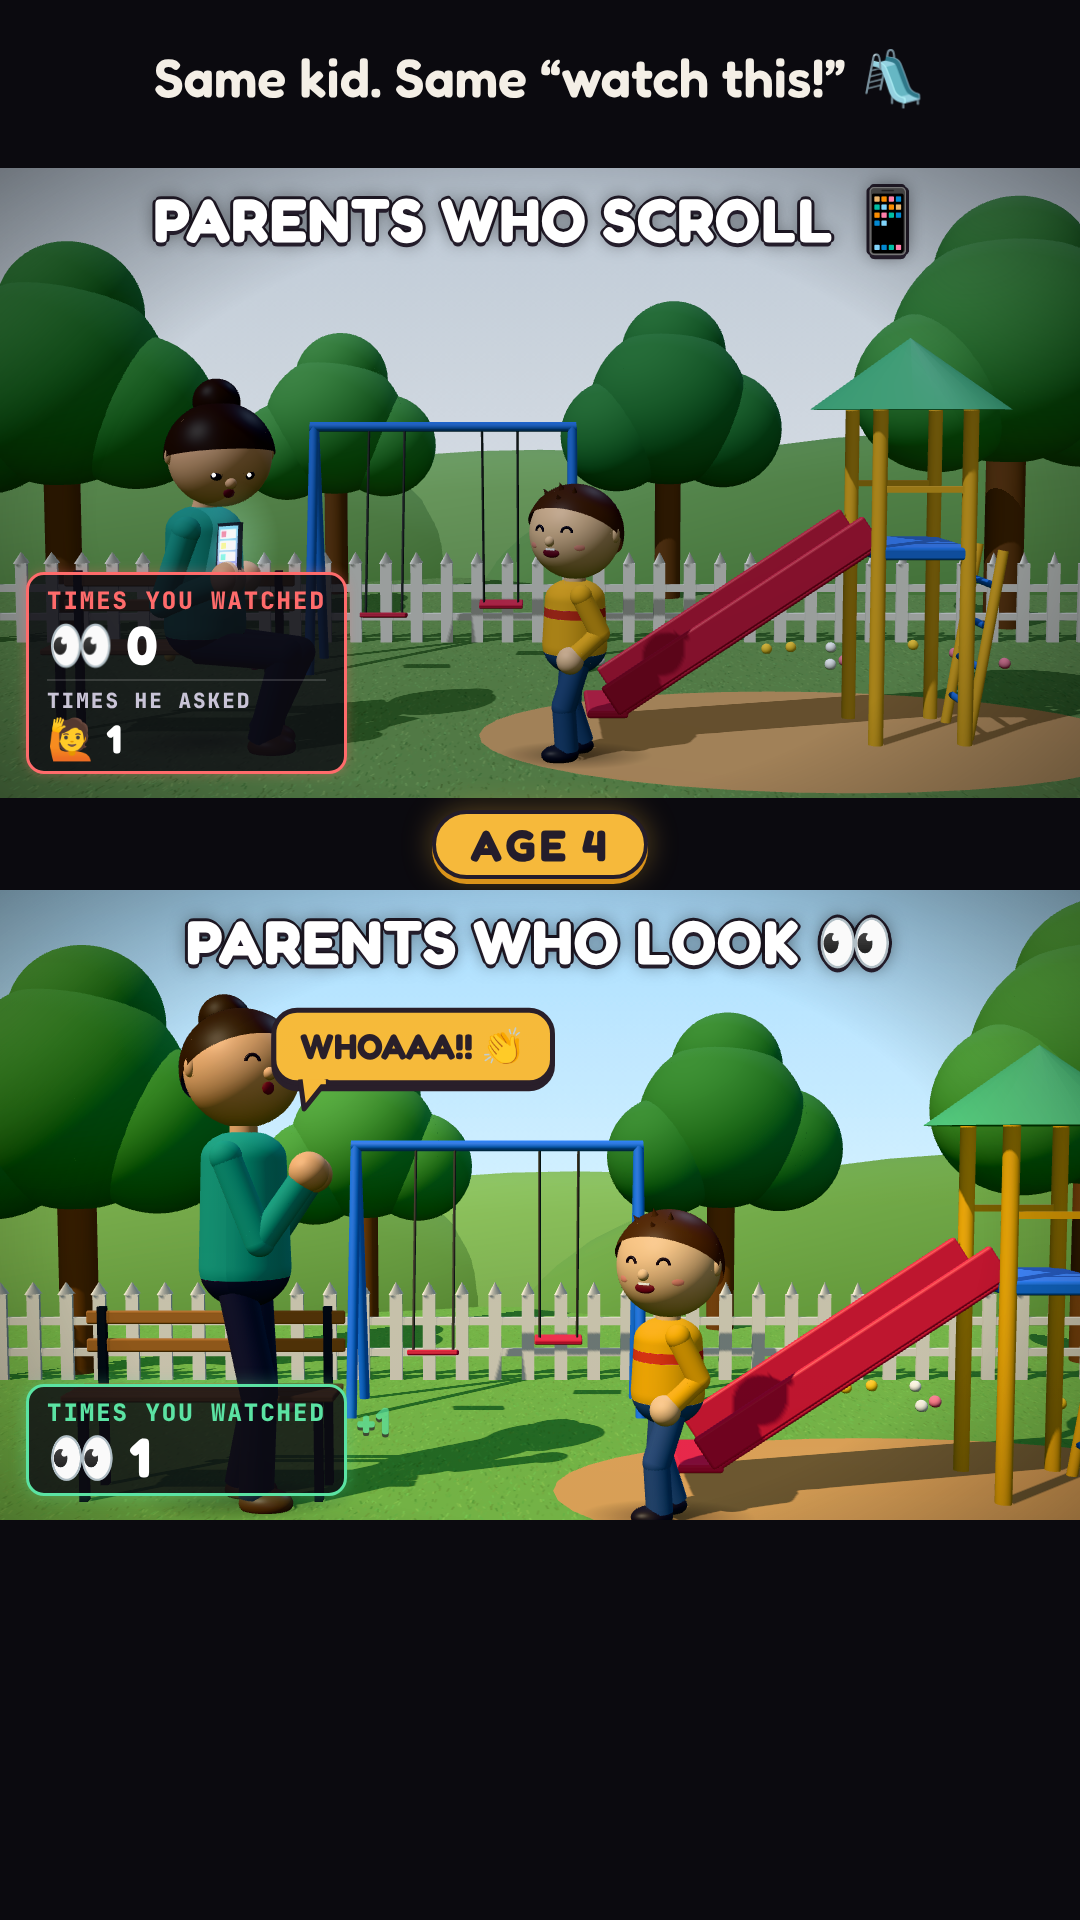 Same kid. Same “watch this!”
PARENTS WHO SCROLL
TIMES YOU WATCHED
0
TIMES HE ASKED
1
AGE 4
PARENTS WHO LOOK
WHOAAA!!
TIMES YOU WATCHED
1
+1